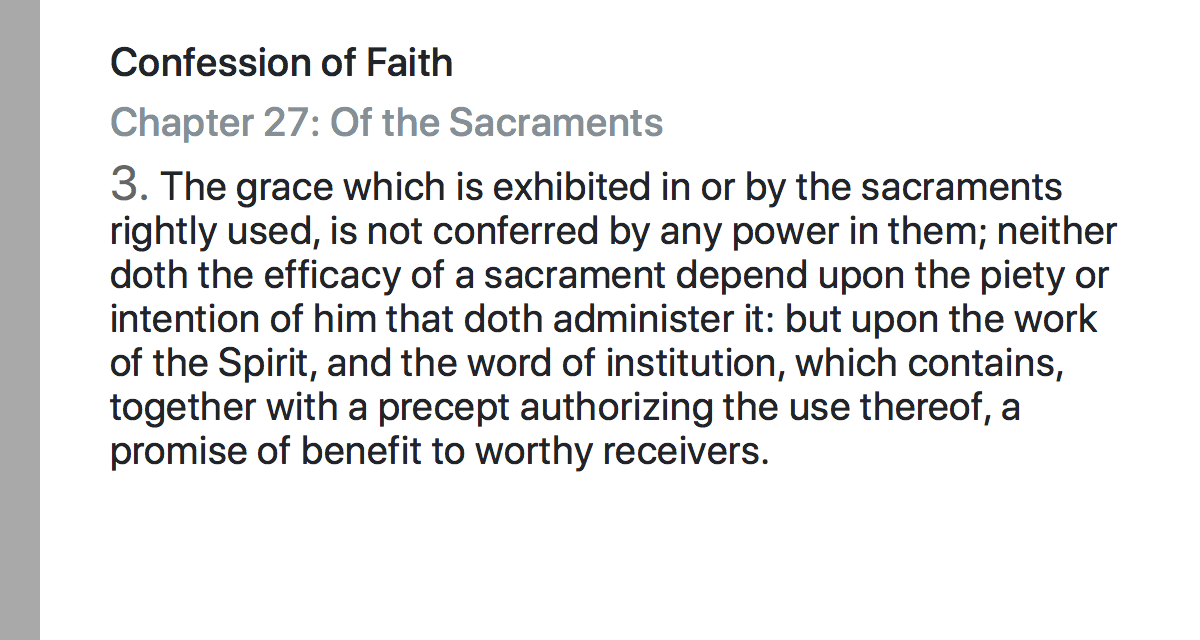 Confession of Faith
Chapter 27: Of the Sacraments
3. The grace which is exhibited in or by the sacraments
rightly used, is not conferred by any power in them; neither
doth the efficacy of a sacrament depend upon the piety or
intention of him that doth administer it: but upon the work
of the Spirit, and the word of institution, which contains,
together with a precept authorizing the use thereof, a
promise of benefit to worthy receivers.